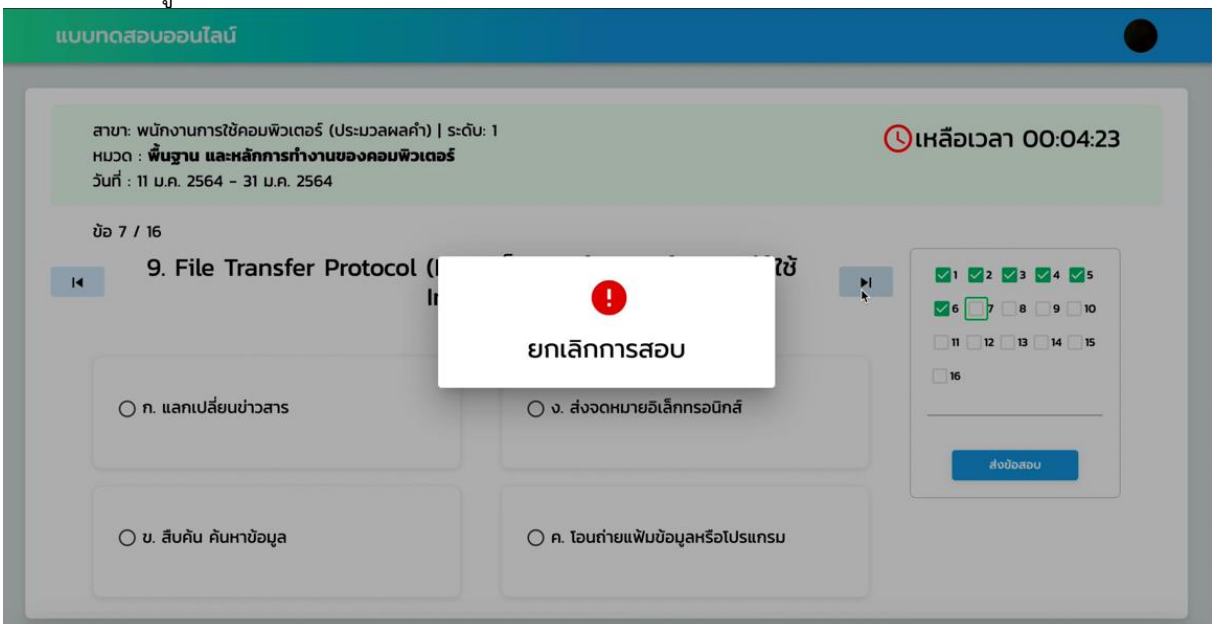 แบบทดสอบออนไลน์
สาขา: พนักงานการใช้คอมพิวเตอร์ (ประมวลผลคำ) | ระดับ: 1
หมวด : พื้นฐาน และหลักการทำงานของคอมพิวเตอร์
วันที่ : 11 ม.ค. 2564 - 31 ม.ค. 2564
เหลือเวลา 00:04:23
ข้อ 7 / 16
9. File Transfer Protocol
ยกเลิกการสอบ
1 2 3 4 5
6 7 8 9 10
11 12 13 14 15
16
ส่งข้อสอบ
ก. แลกเปลี่ยนข่าวสาร
ง. ส่งจดหมายอิเล็กทรอนิกส์
ข. สืบค้น ค้นหาข้อมูล
ค. โอนถ่ายแฟ้มข้อมูลหรือโปรแกรม